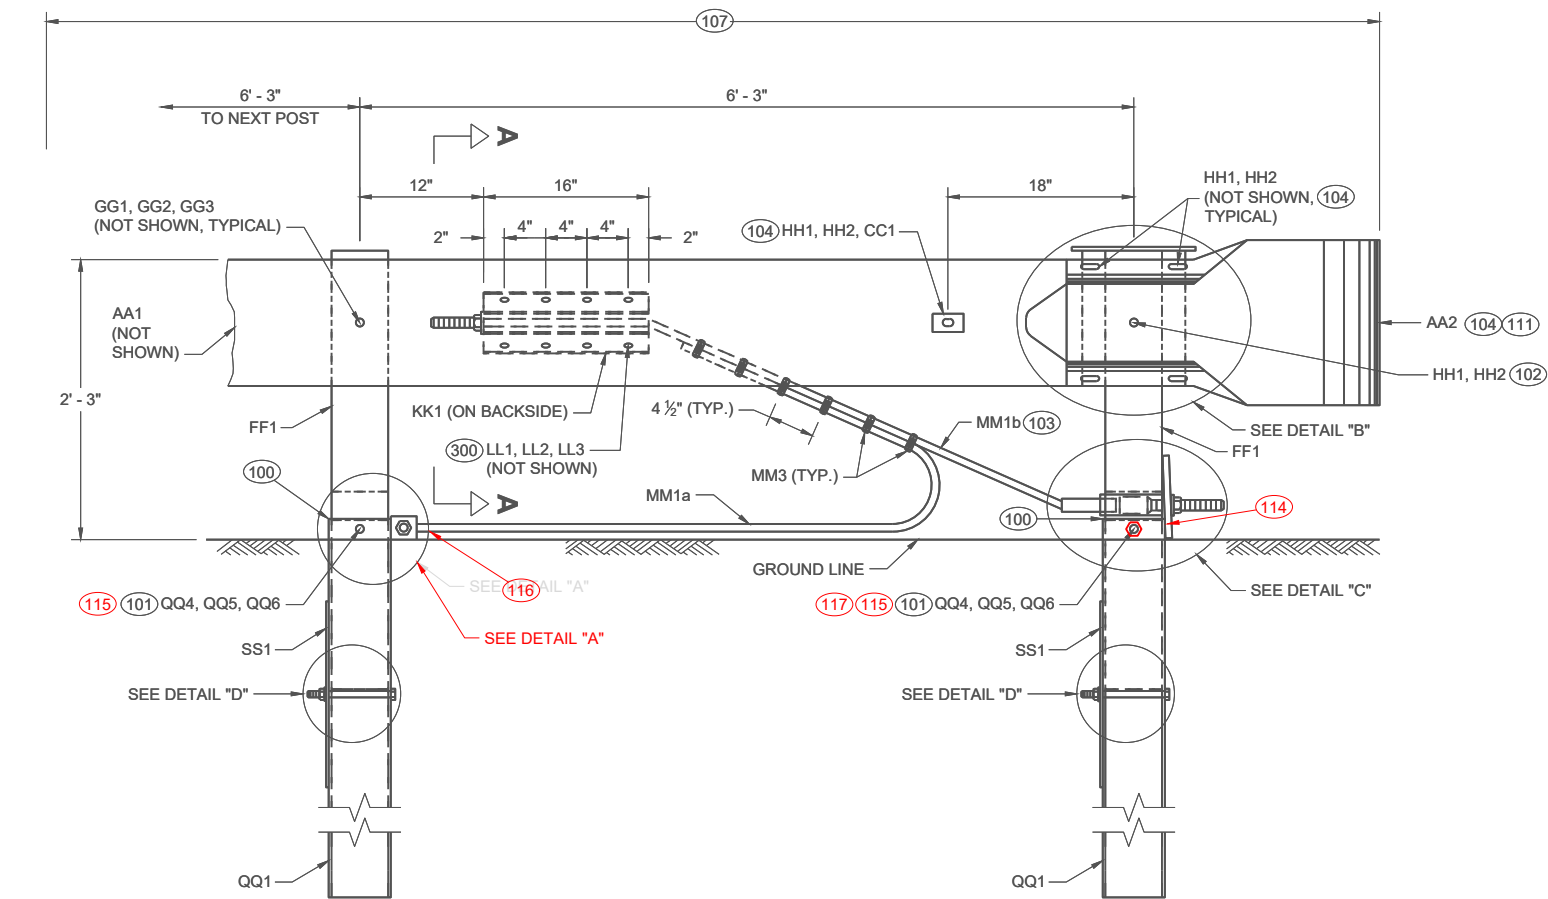 107
6' - 3"
TO NEXT POST
6' - 3"
A
12"
16"
18"
HH1, HH2
(NOT SHOWN, 104
TYPICAL)
GG1, GG2, GG3
(NOT SHOWN, TYPICAL)
2"
4"
4"
4"
2"
104 HH1, HH2, CC1
AA1
(NOT
SHOWN)
AA2 104 111
HH1, HH2 102
2' - 3"
KK1 (ON BACKSIDE)
4 ½" (TYP.)
FF1
MM1b 103
SEE DETAIL "B"
300 LL1, LL2, LL3
(NOT SHOWN)
FF1
100
MM3 (TYP.)
A
MM1a
100
114
GROUND LINE
SEE DETAIL "A"
116
SEE DETAIL "C"
115 101 QQ4, QQ5, QQ6
117 115 101 QQ4, QQ5, QQ6
SEE DETAIL "A"
SS1
SS1
SEE DETAIL "D"
SEE DETAIL "D"
QQ1
QQ1